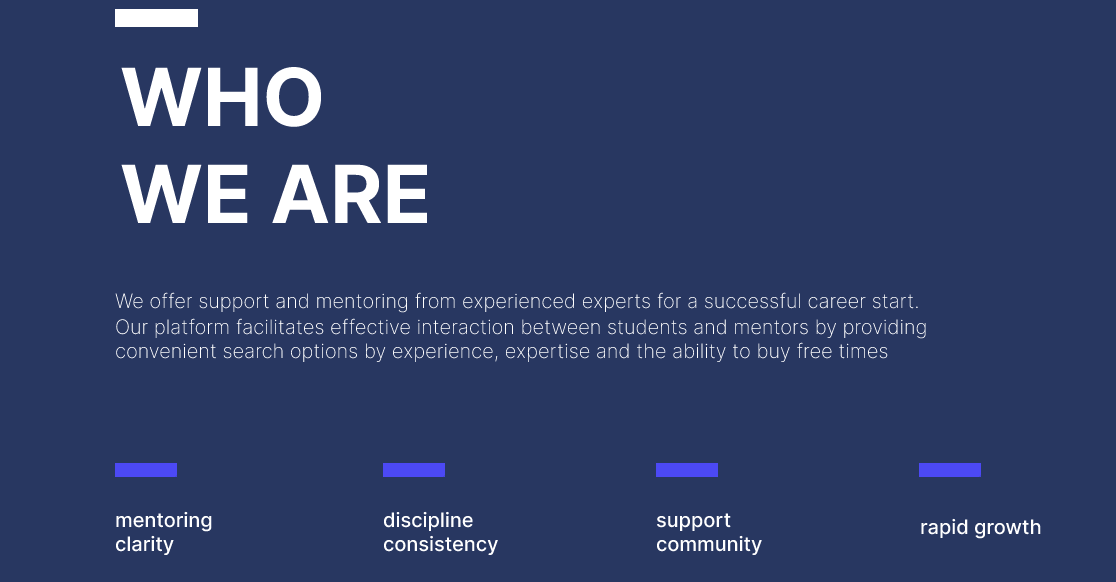 WHO
WE ARE
We offer support and mentoring from experienced experts for a successful career start.
Our platform facilitates effective interaction between students and mentors by providing
convenient search options by experience, expertise and the ability to buy free times
mentoring
clarity
discipline
consistency
support
community
rapid growth